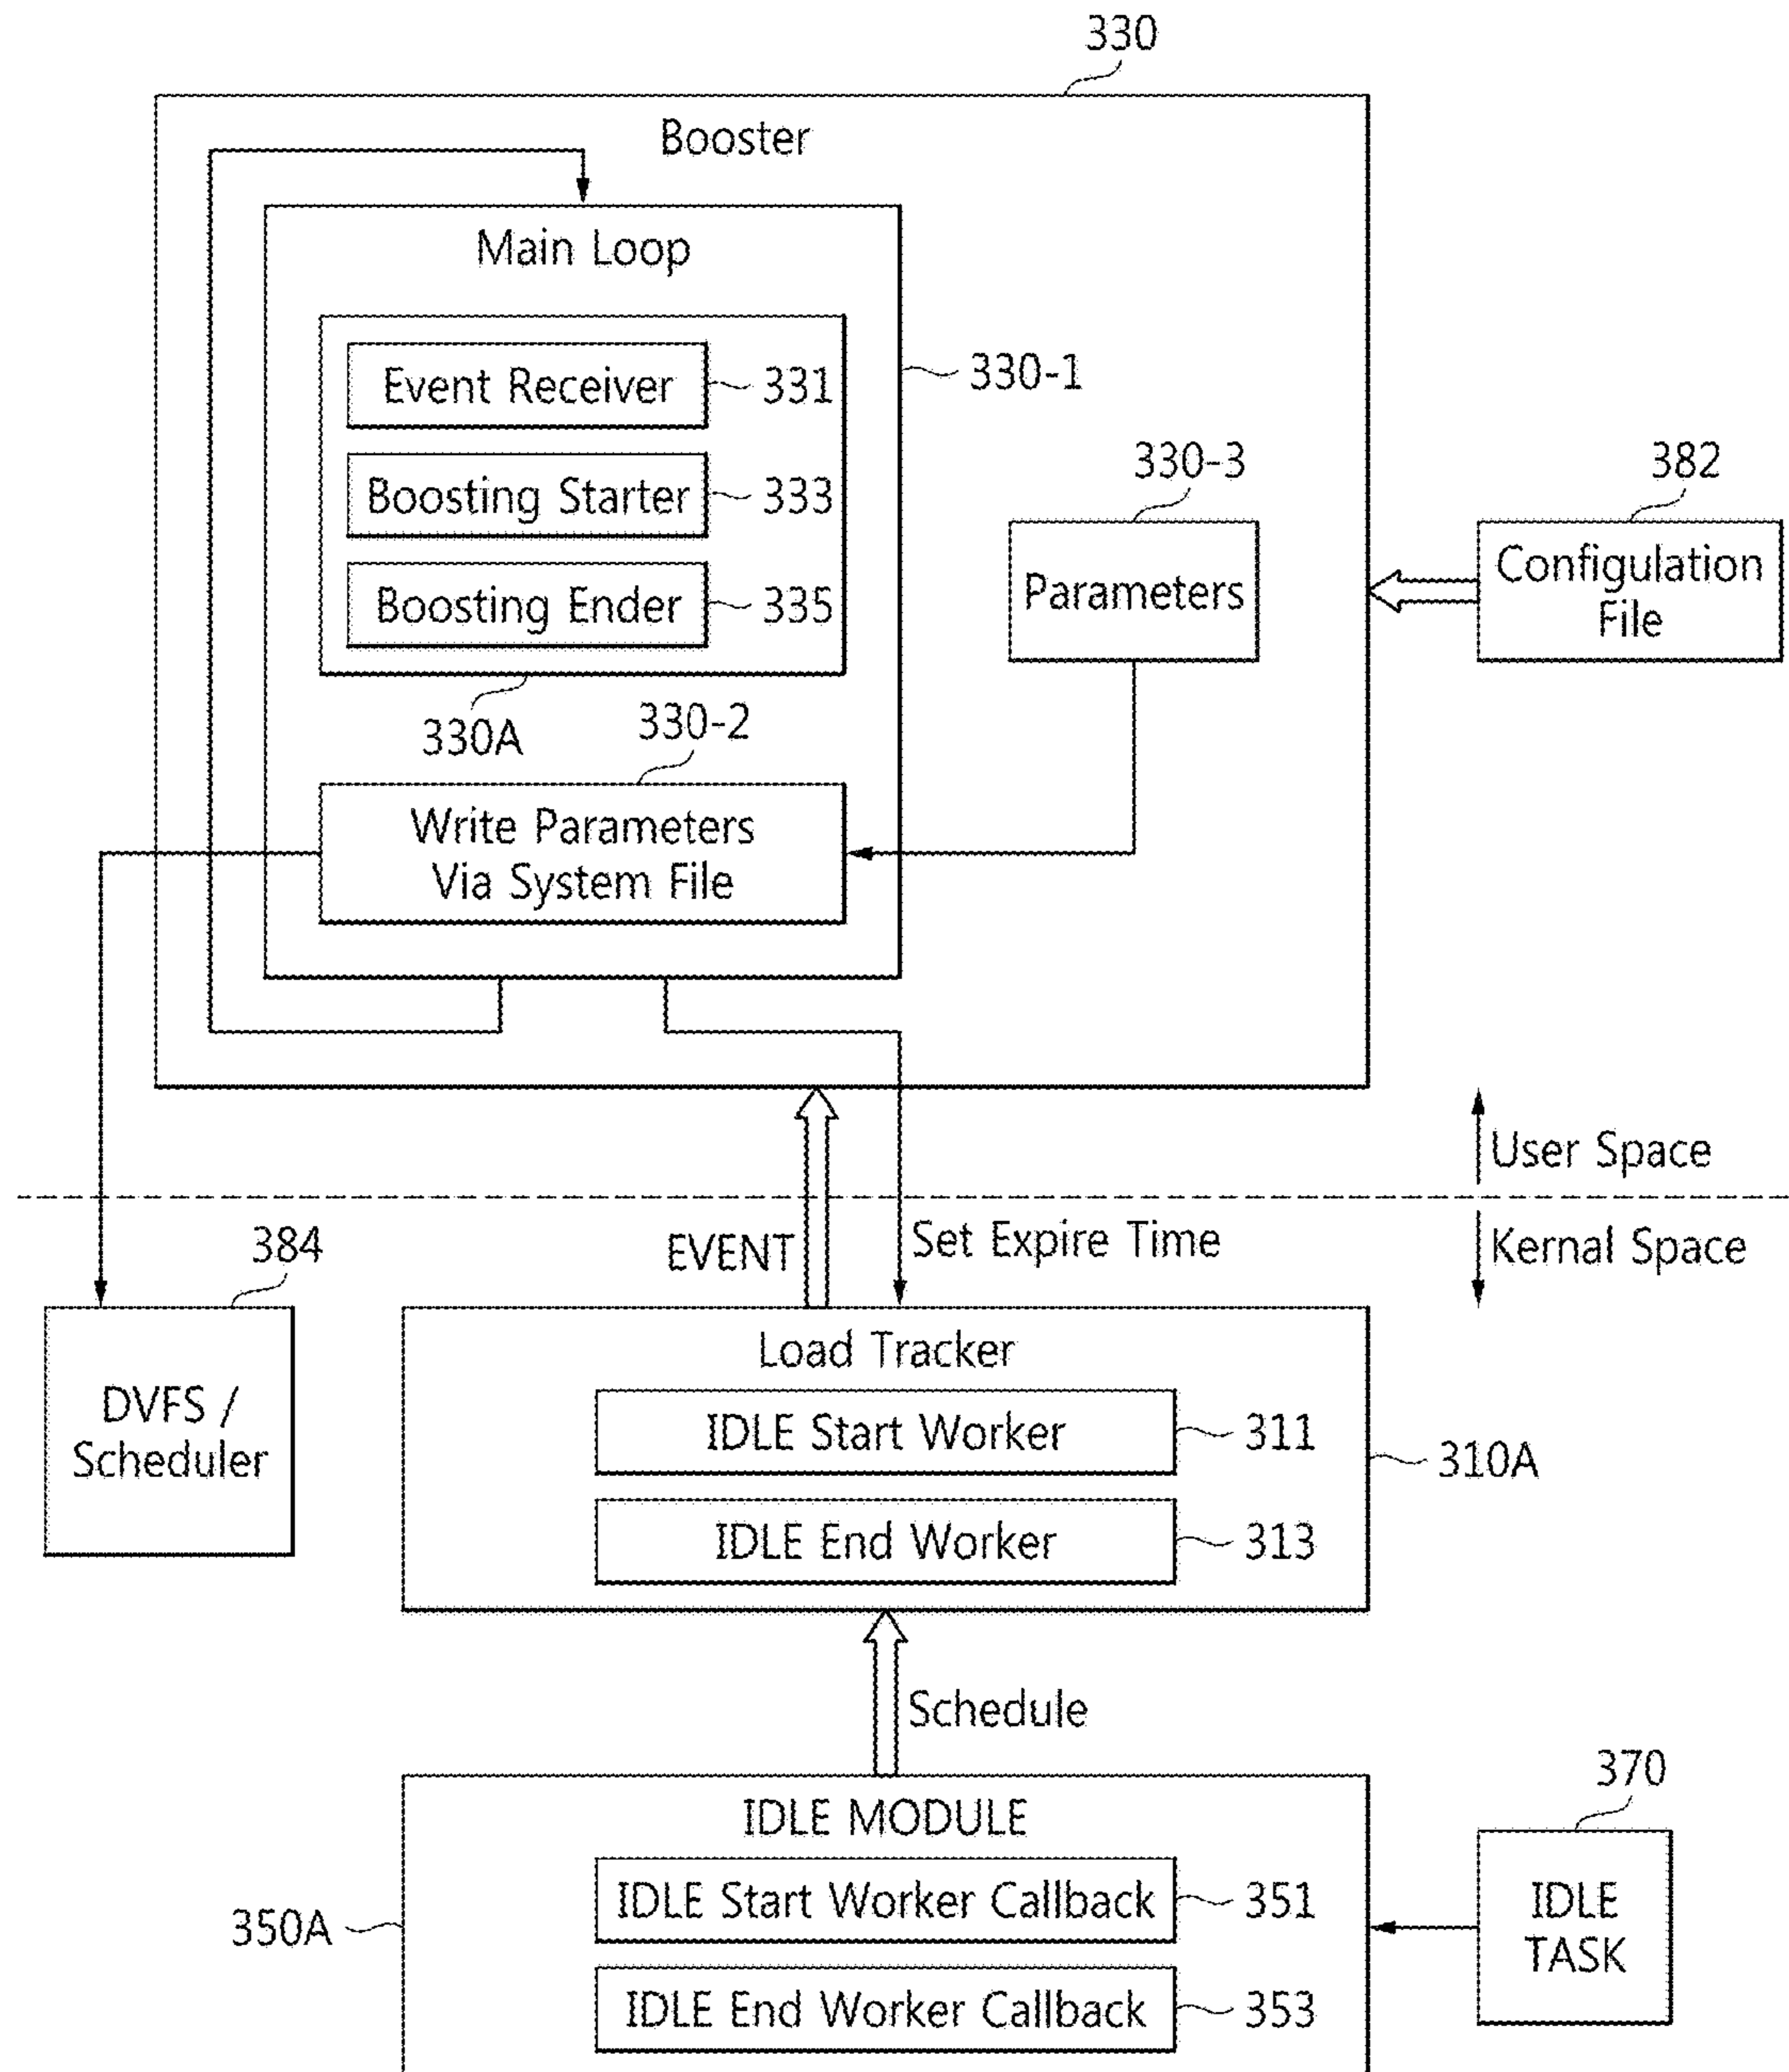 330
Booster
Main Loop
Event Receiver
331
330-1
Boosting Starter
333
330-3
382
Boosting Ender
335
Parameters
Configulation
File
330A
330-2
Write Parameters
Via System File
User Space
EVENT
Set Expire Time
Kernal Space
384
DVFS /
Scheduler
Load Tracker
IDLE Start Worker
311
310A
IDLE End Worker
313
Schedule
370
IDLE MODULE
IDLE Start Worker Callback
351
350A
IDLE
TASK
IDLE End Worker Callback
353